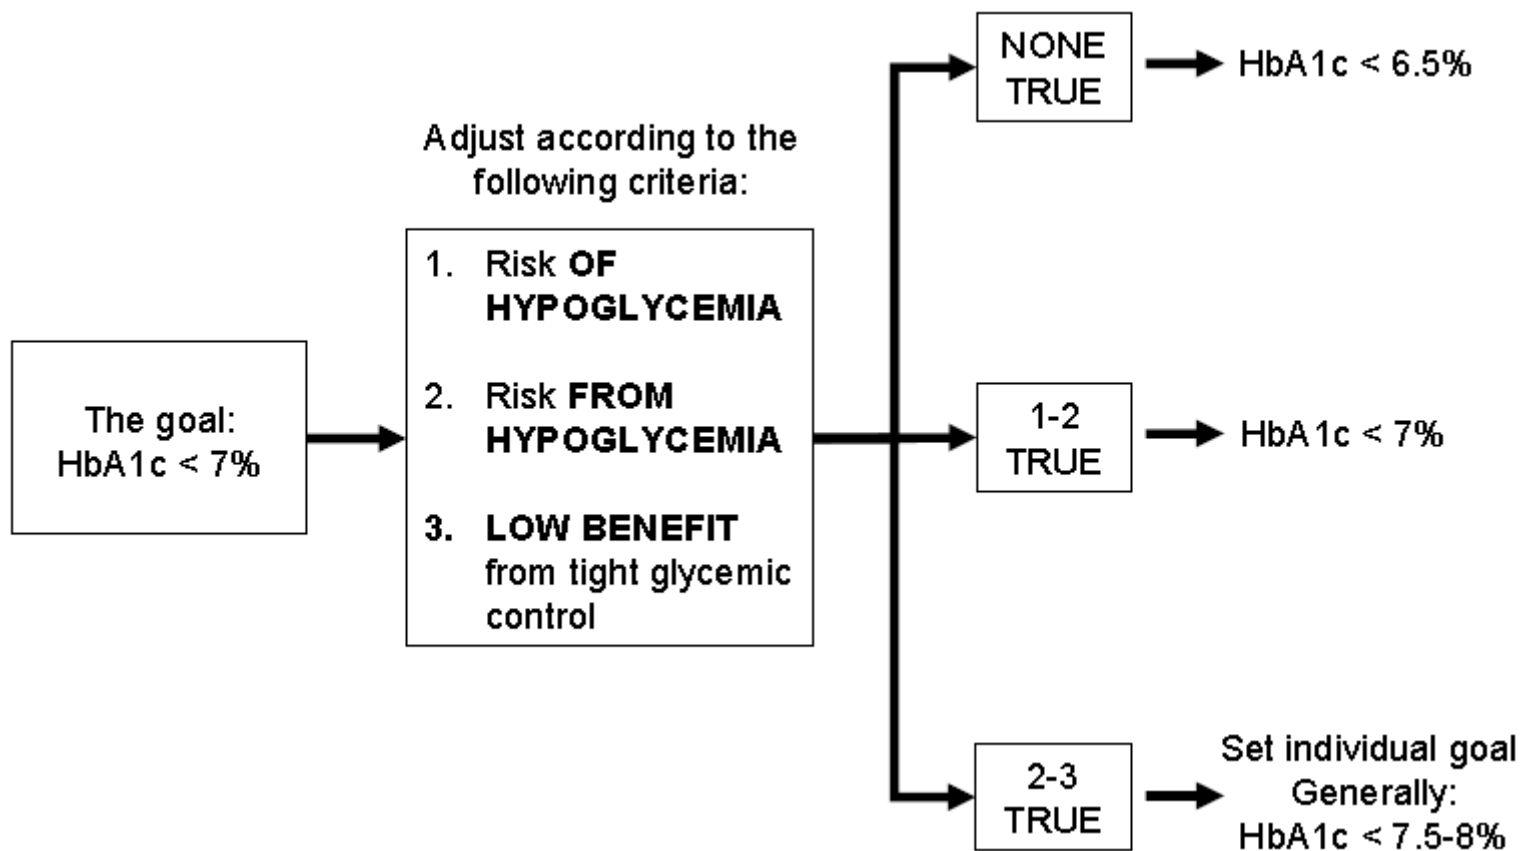 The goal:
HbA1c < 7%
Adjust according to the
following criteria:
1. Risk OF
HYPOGLYCEMIA
2. Risk FROM
HYPOGLYCEMIA
3. LOW BENEFIT
from tight glycemic
control
NONE
TRUE
HbA1c < 6.5%
1-2
TRUE
HbA1c < 7%
2-3
TRUE
Set individual goal
Generally:
HbA1c < 7.5-8%